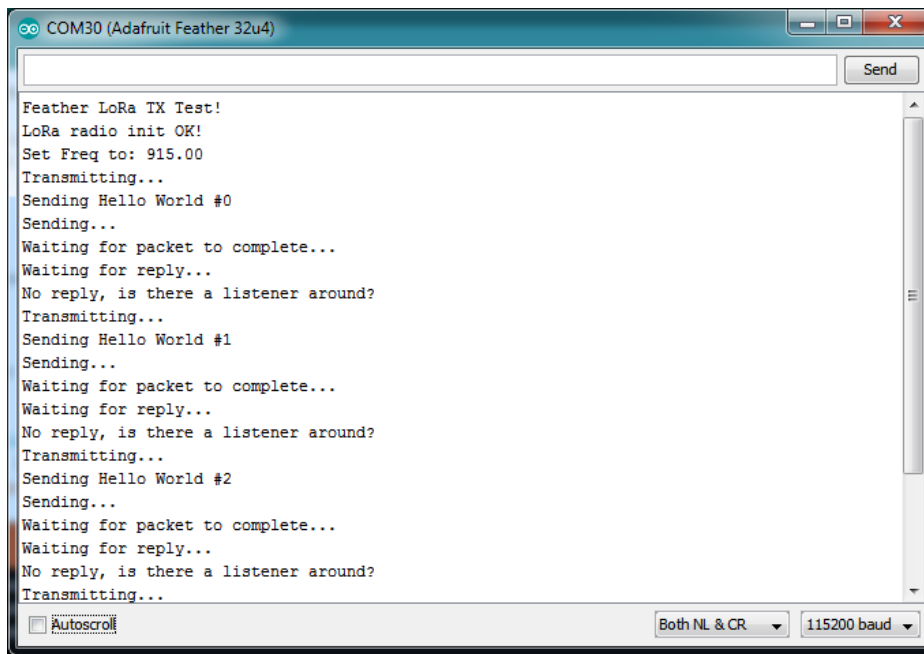 COM30 (Adafruit Feather 32u4)
Send
Feather LoRa TX Test!
LoRa radio init OK!
Set Freq to: 915.00
Transmitting...
Sending Hello World #0
Sending...
Waiting for packet to complete...
Waiting for reply...
No reply, is there a listener around?
Transmitting...
Sending Hello World #1
Sending...
Waiting for packet to complete...
Waiting for reply...
No reply, is there a listener around?
Transmitting...
Sending Hello World #2
Sending...
Waiting for packet to complete...
Waiting for reply...
No reply, is there a listener around?
Transmitting...
Autoscroll Both NL & CR 115200 baud